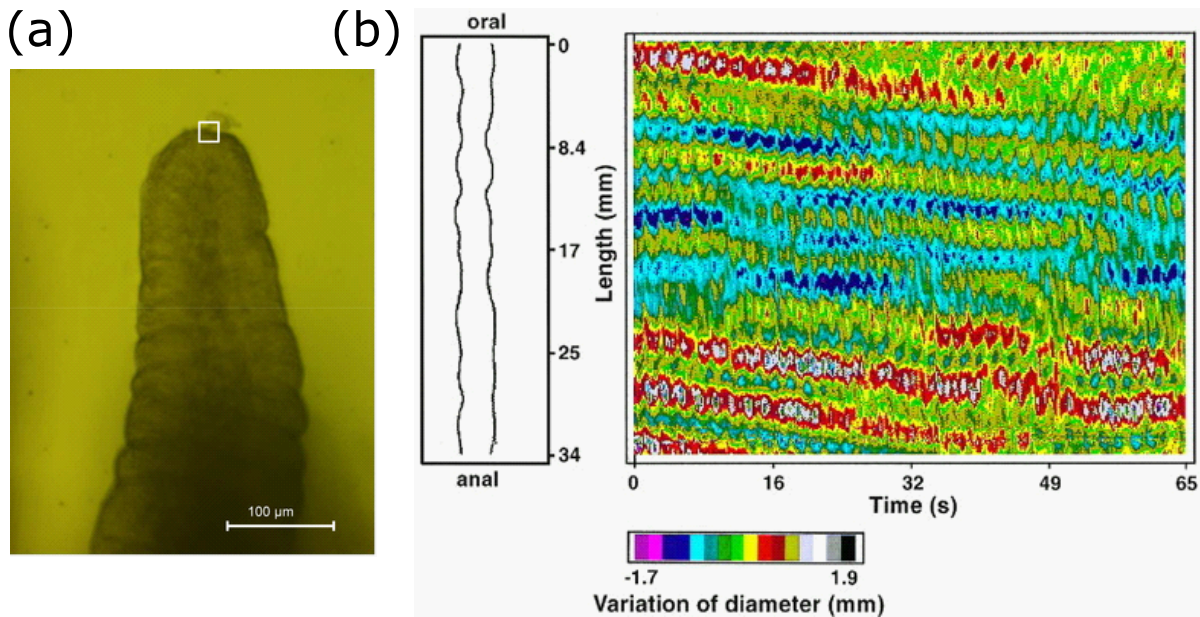 (a)
(b)
100 µm
oral
0
8.4
17
25
34
anal
Length (mm)
0 16 32 49 65
Time (s)
-1.7 1.9
Variation of diameter (mm)